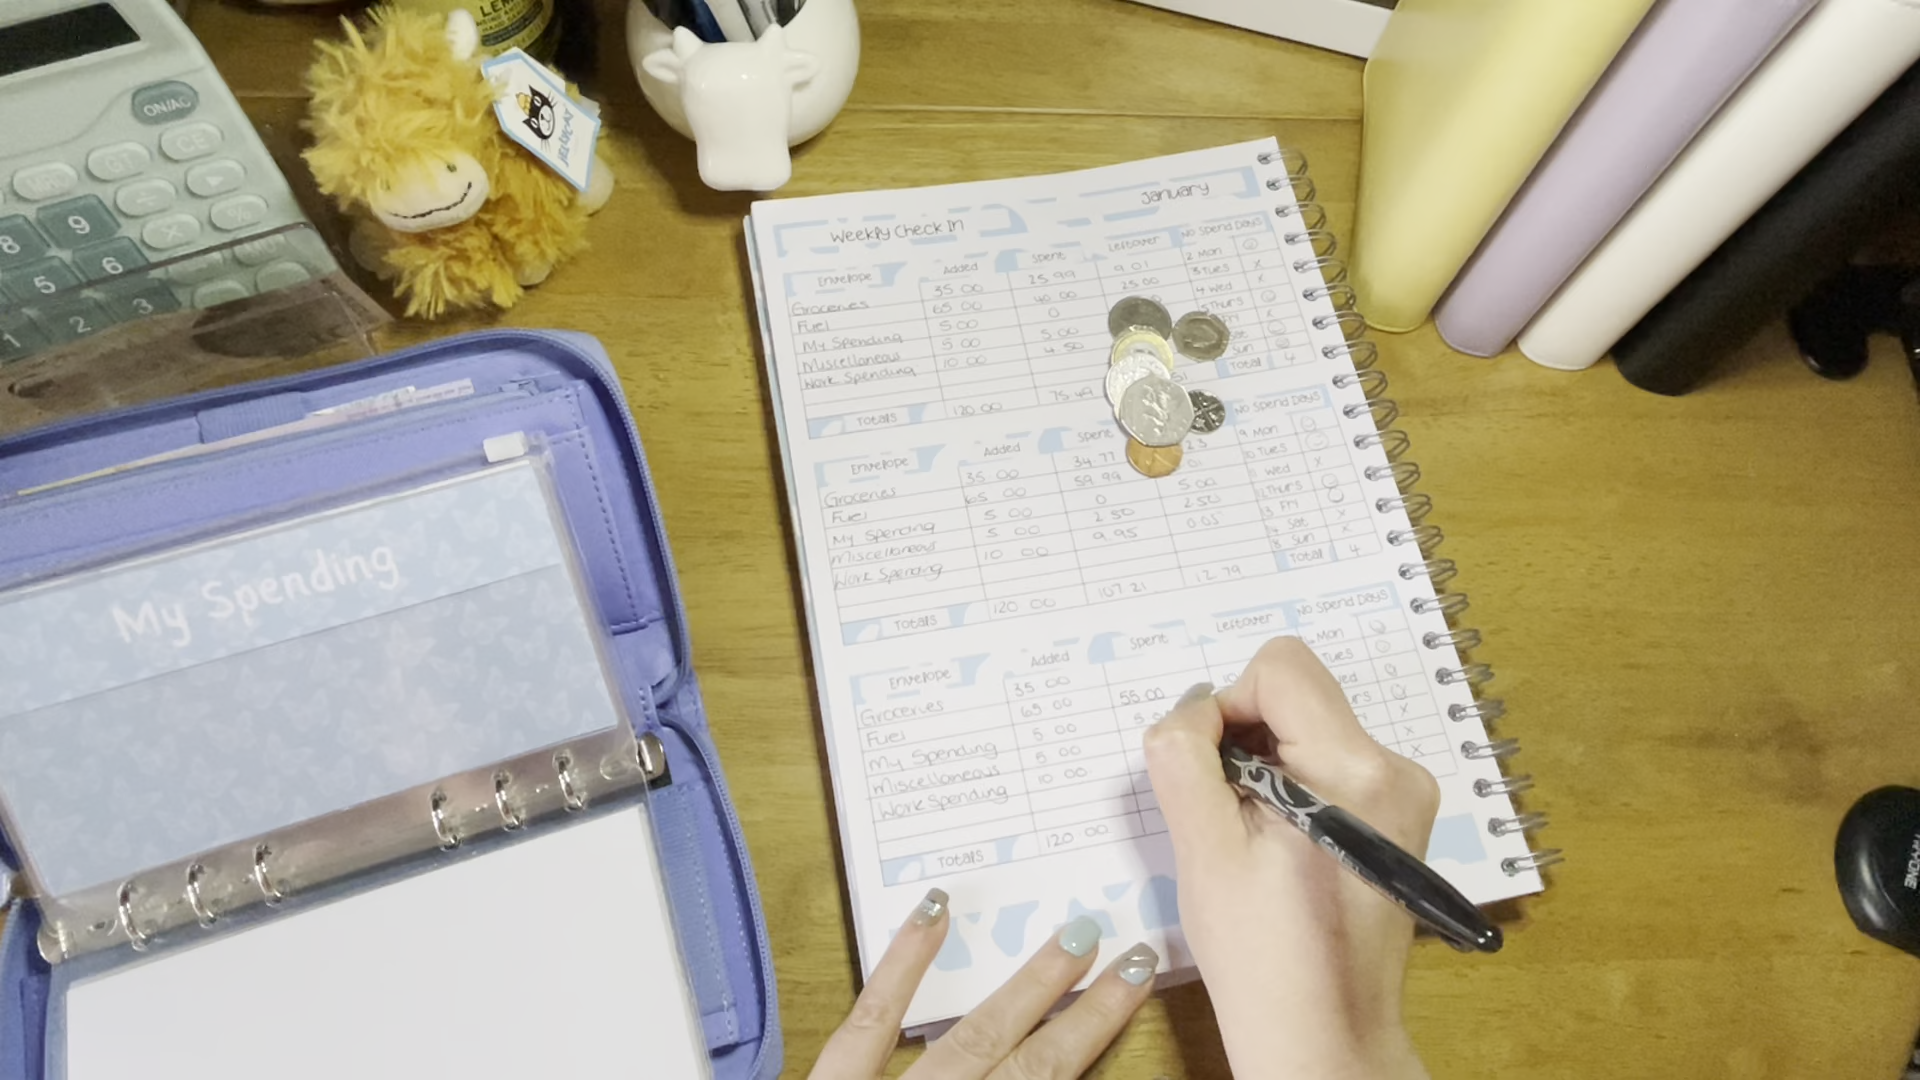 ON/AC
CE
GT
9
8
6
5
3
2
1
JELLYCAT
My Spending
Weekly Check In
January
Envelope Added Spent Leftover No Spend Days
Groceries 35 00 25 99 9 01 2 Mon
Fuel 65 00 40 00 25 00 3 Tues X
My Spending 5 00 0 4 Wed X
Miscellaneous 5 00 5 00 Thurs
Work Spending 10 00 4 50 X
Sun
Totals 120 00 75 49 Total 4
Envelope Added Spent No Spend Days
Groceries 35 00 34.77 23 9 Mon
Fuel 65 00 59 99 01 10 Tues
My Spending 5 00 0 5.00 11 Wed X
Miscellaneous 5 00 2 50 2.50 12 Thurs
Work Spending 10 00 9 95 0.05 13 Fri
Sat X
Sun X
Totals 120 00 107 21 12 79 Total 4
Envelope Added Spent Leftover No Spend Days
Groceries 35 00 Mon
Fuel 65 00 55 00 10 Tues
My Spending 5 00
Miscellaneous 5 00
Work Spending 10 00 X
X
X
Totals 120 00